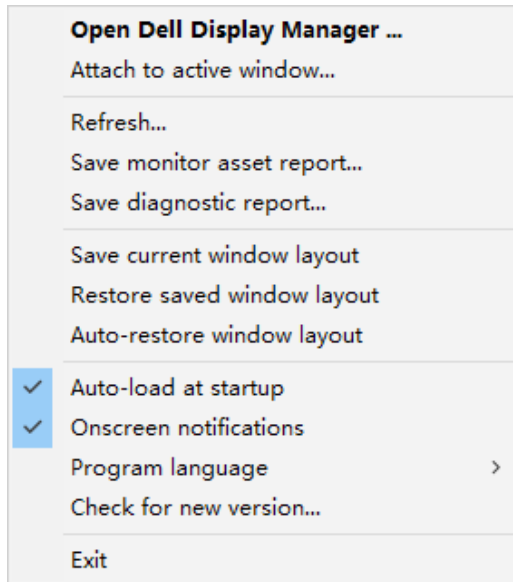 Open Dell Display Manager ...
Attach to active window...
Refresh...
Save monitor asset report...
Save diagnostic report...
Save current window layout
Restore saved window layout
Auto-restore window layout
Auto-load at startup
Onscreen notifications
Program language
Check for new version...
Exit